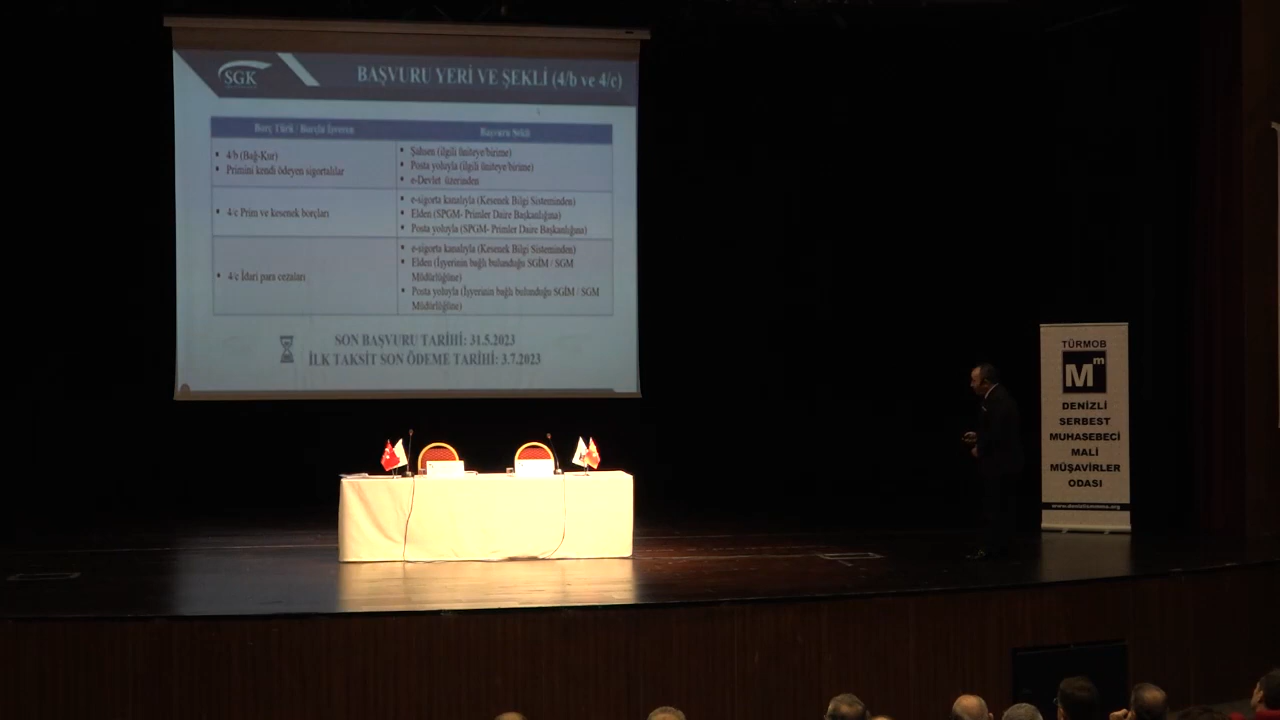 SGK
BAŞVURU YERİ VE ŞEKLİ (4/b ve 4/c)
Borç Türü / Borçlu İşveren
Başvuru Şekli
4/b (Bağ-Kur)
Primini kendi ödeyen sigortalılar
Şahsen (ilgili üniteye/birime)
Posta yoluyla (ilgili üniteye/birime)
e-Devlet üzerinden
4/c Prim ve kesenek borçları
e-sigorta kanalıyla (Kesenek Bilgi Sisteminden)
Elden (SPGM- Primler Daire Başkanlığına)
Posta yoluyla (SPGM- Primler Daire Başkanlığına)
4/c İdari para cezaları
e-sigorta kanalıyla (Kesenek Bilgi Sisteminden)
Elden (İşyerinin bağlı bulunduğu SGİM / SGM
Müdürlüğüne)
Posta yoluyla (İşyerinin bağlı bulunduğu SGİM / SGM
Müdürlüğüne)
SON BAŞVURU TARİHİ: 31.5.2023
İLK TAKSİT SON ÖDEME TARİHİ: 3.7.2023
TÜRMOB
Mm
DENİZLİ
SERBEST
MUHASEBECİ
MALİ
MÜŞAVİRLER
ODASI
www.denizlismmmo.org